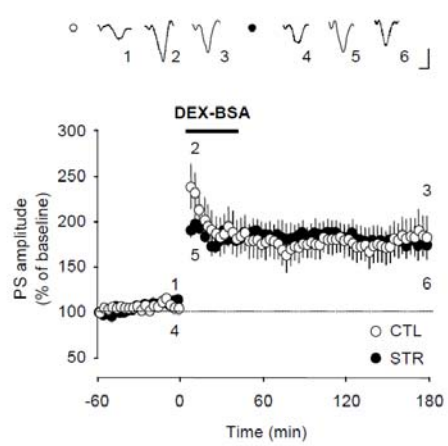 1 2 3 4 5 6
DEX-BSA
300
250
200
150
100
50
PS amplitude
(% of baseline)
2
5
1
4
3
6
CTL
STR
-60 0 60 120 180
Time (min)